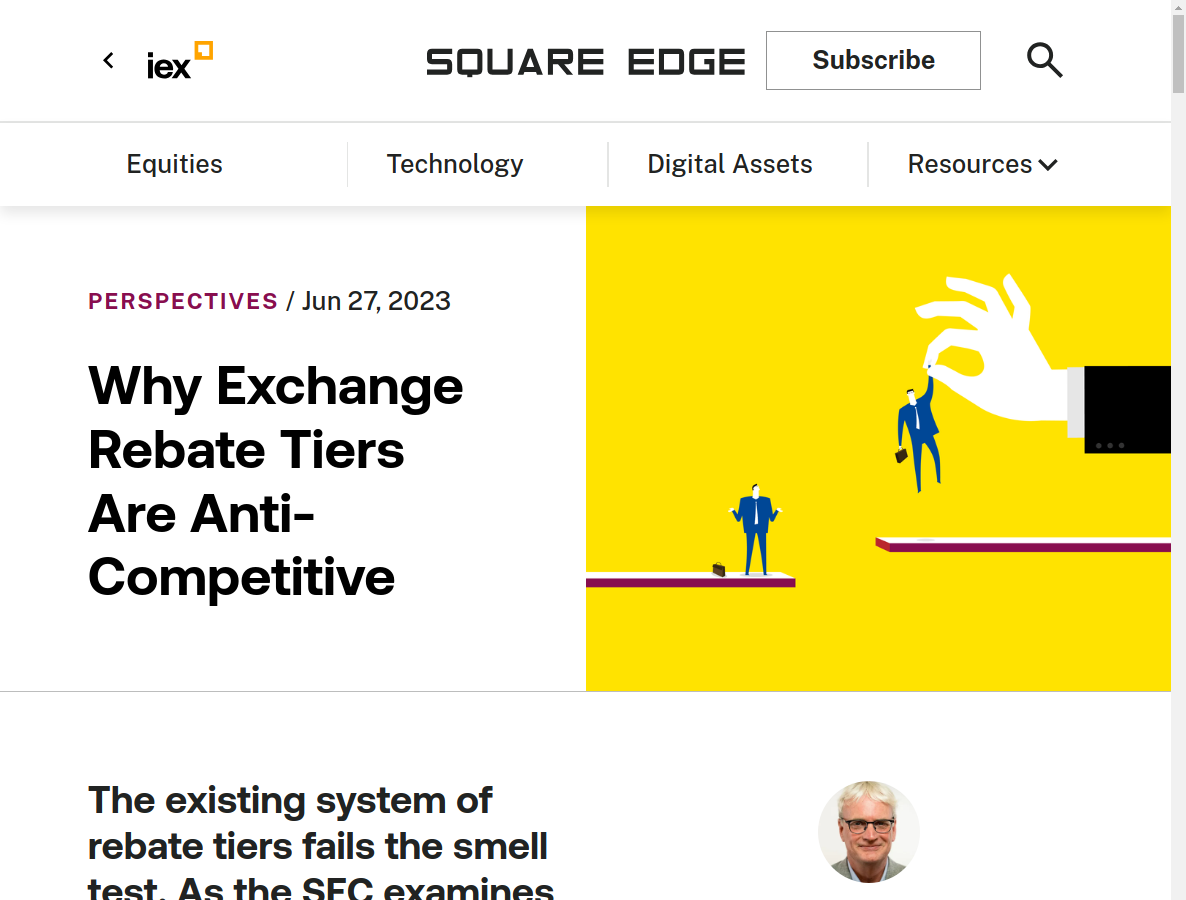 iex
SQUARE EDGE
Subscribe
Equities
Technology
Digital Assets
Resources
PERSPECTIVES / Jun 27, 2023
Why Exchange
Rebate Tiers
Are Anti-
Competitive
The existing system of
rebate tiers fails the smell
test. As the SEC examines